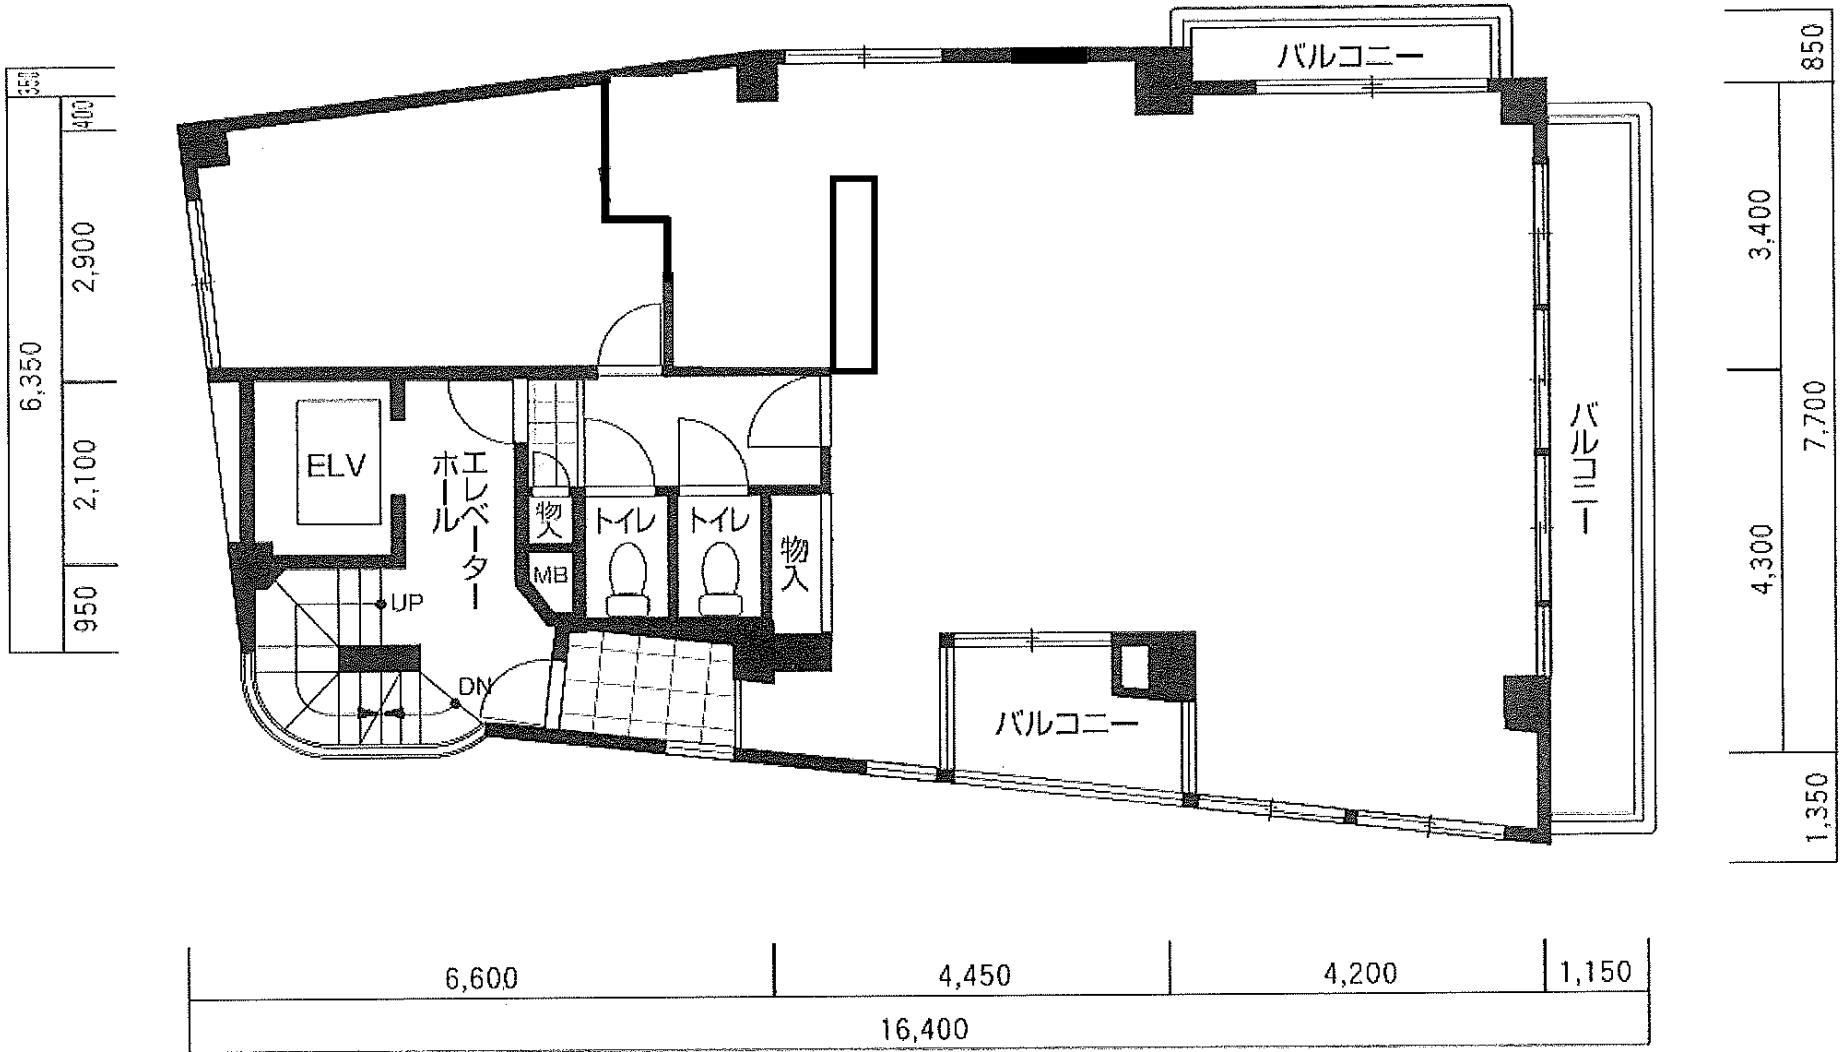 バルコニー
850
350
400
2,900
3,400
6,350
7,700
バルコニー
ELV
エレベーター
ホール
2,100
物入
トイレ
トイレ
物入
MB
4,300
950
UP
DN
バルコニー
1,350
6,600
4,450
4,200
1,150
16,400